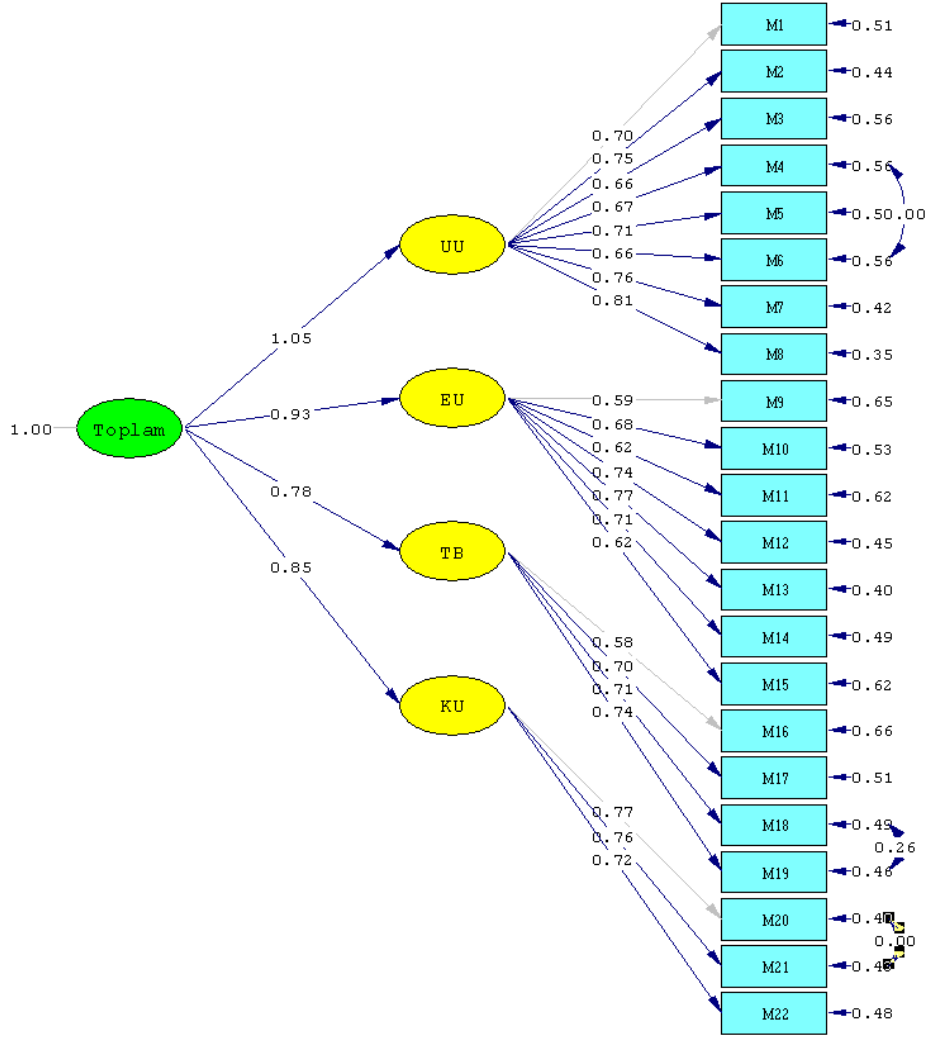 M1 0.51
M2 0.44
M3 0.56
M4 0.56
M5 0.50.00
M6 0.56
M7 0.42
M8 0.35
M9 0.65
M10 0.53
M11 0.62
M12 0.45
M13 0.40
M14 0.49
M15 0.62
M16 0.66
M17 0.51
M18 0.49
0.26
M19 0.46
M20
0.00
M21
M22 0.48
0.70
0.75
0.66
0.67
0.71
0.66
0.76
0.81
UU
1.05
EU
0.59
0.68
0.62
0.74
0.77
0.71
0.62
0.93
1.00
Toplam
0.78
TB
0.85
0.58
0.70
0.71
0.74
KU
0.77
0.76
0.72